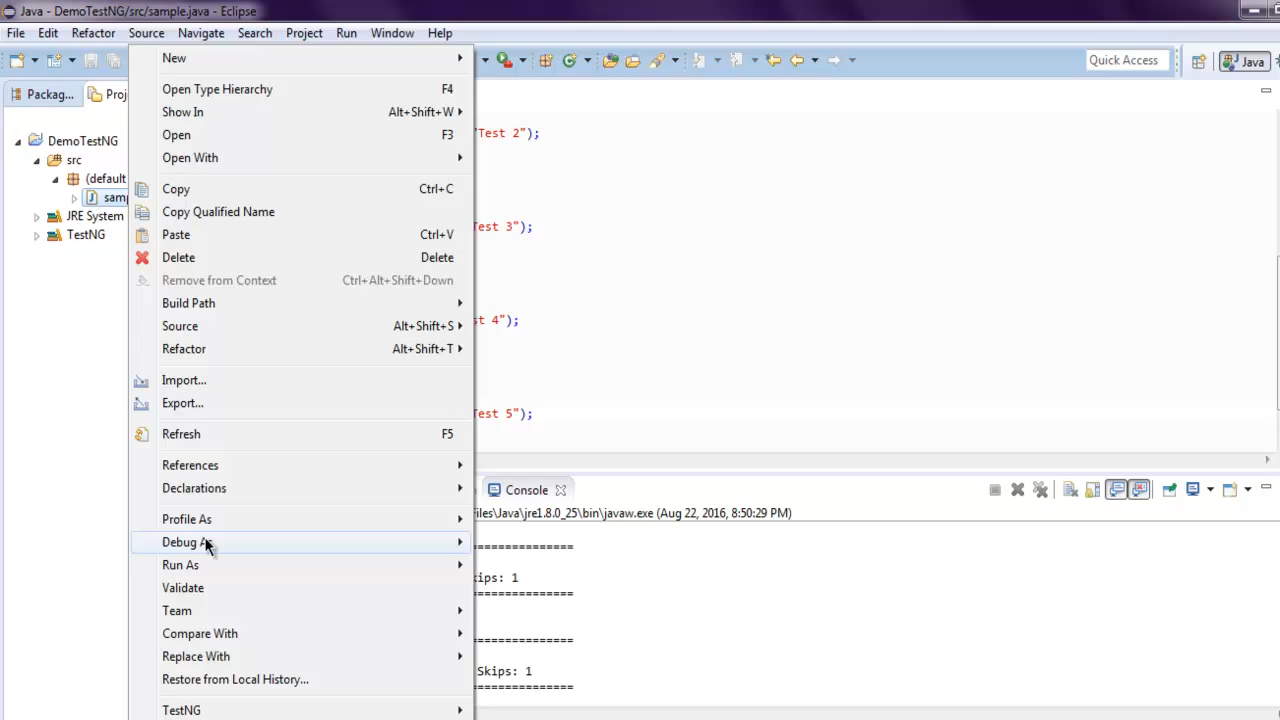 Java - DemoTestNG/src/sample.java - Eclipse
File Edit Refactor Source Navigate Search Project Run Window Help
Quick Access Java
Packag... Proj
DemoTestNG
src
(default
samp
JRE System
TestNG
New
Open Type Hierarchy F4
Show In Alt+Shift+W
Open F3
Open With
Copy Ctrl+C
Copy Qualified Name
Paste Ctrl+V
Delete Delete
Remove from Context Ctrl+Alt+Shift+Down
Build Path
Source Alt+Shift+S
Refactor Alt+Shift+T
Import...
Export...
Refresh F5
References
Declarations
Profile As
Debug As
Run As
Validate
Team
Compare With
Replace With
Restore from Local History...
TestNG
Test 2");
Test 3");
st 4");
Test 5");
Console
Files\Java\jre1.8.0_25\bin\javaw.exe (Aug 22, 2016, 8:50:29 PM)
===============
kips: 1
===============
===============
Skips: 1
===============